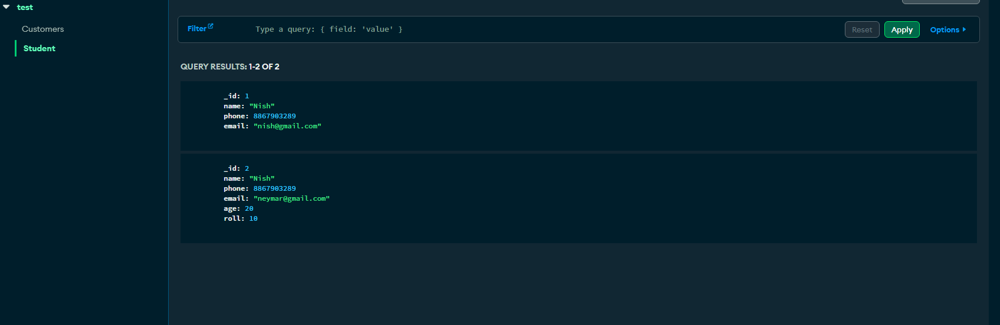 test
Customers
Student
Filter
Type a query: { field: 'value' }
Reset
Apply
Options
QUERY RESULTS: 1-2 OF 2
_id: 1
name: "Nish"
phone: 8867903289
email: "nish@gmail.com"
_id: 2
name: "Nish"
phone: 8867903289
email: "neymar@gmail.com"
age: 20
roll: 10